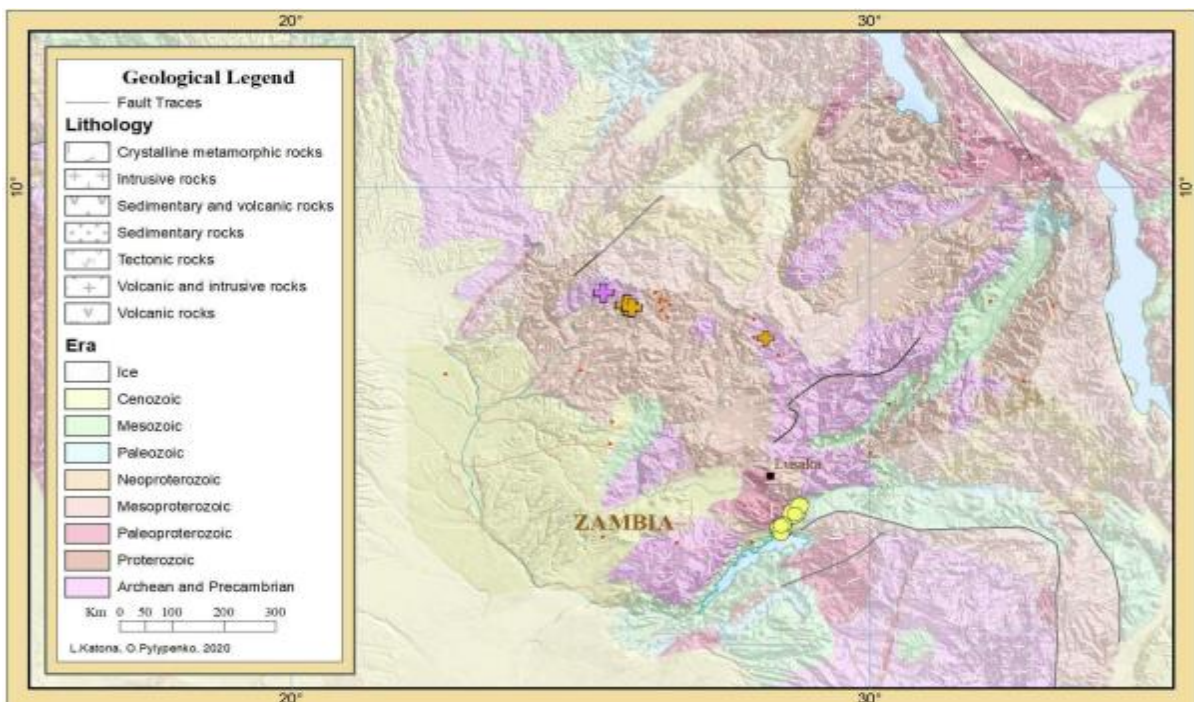 20°
30°
10°
10°
Geological Legend
Fault Traces
Lithology
Crystalline metamorphic rocks
Intrusive rocks
Sedimentary and volcanic rocks
Sedimentary rocks
Tectonic rocks
Volcanic and intrusive rocks
Volcanic rocks
Era
Ice
Cenozoic
Mesozoic
Paleozoic
Neoproterozoic
Mesoproterozoic
Paleoproterozoic
Proterozoic
Archean and Precambrian
Km 0 50 100 200 300
L.Katona, O.Pylypenko, 2020
Lusaka
ZAMBIA
20°
30°